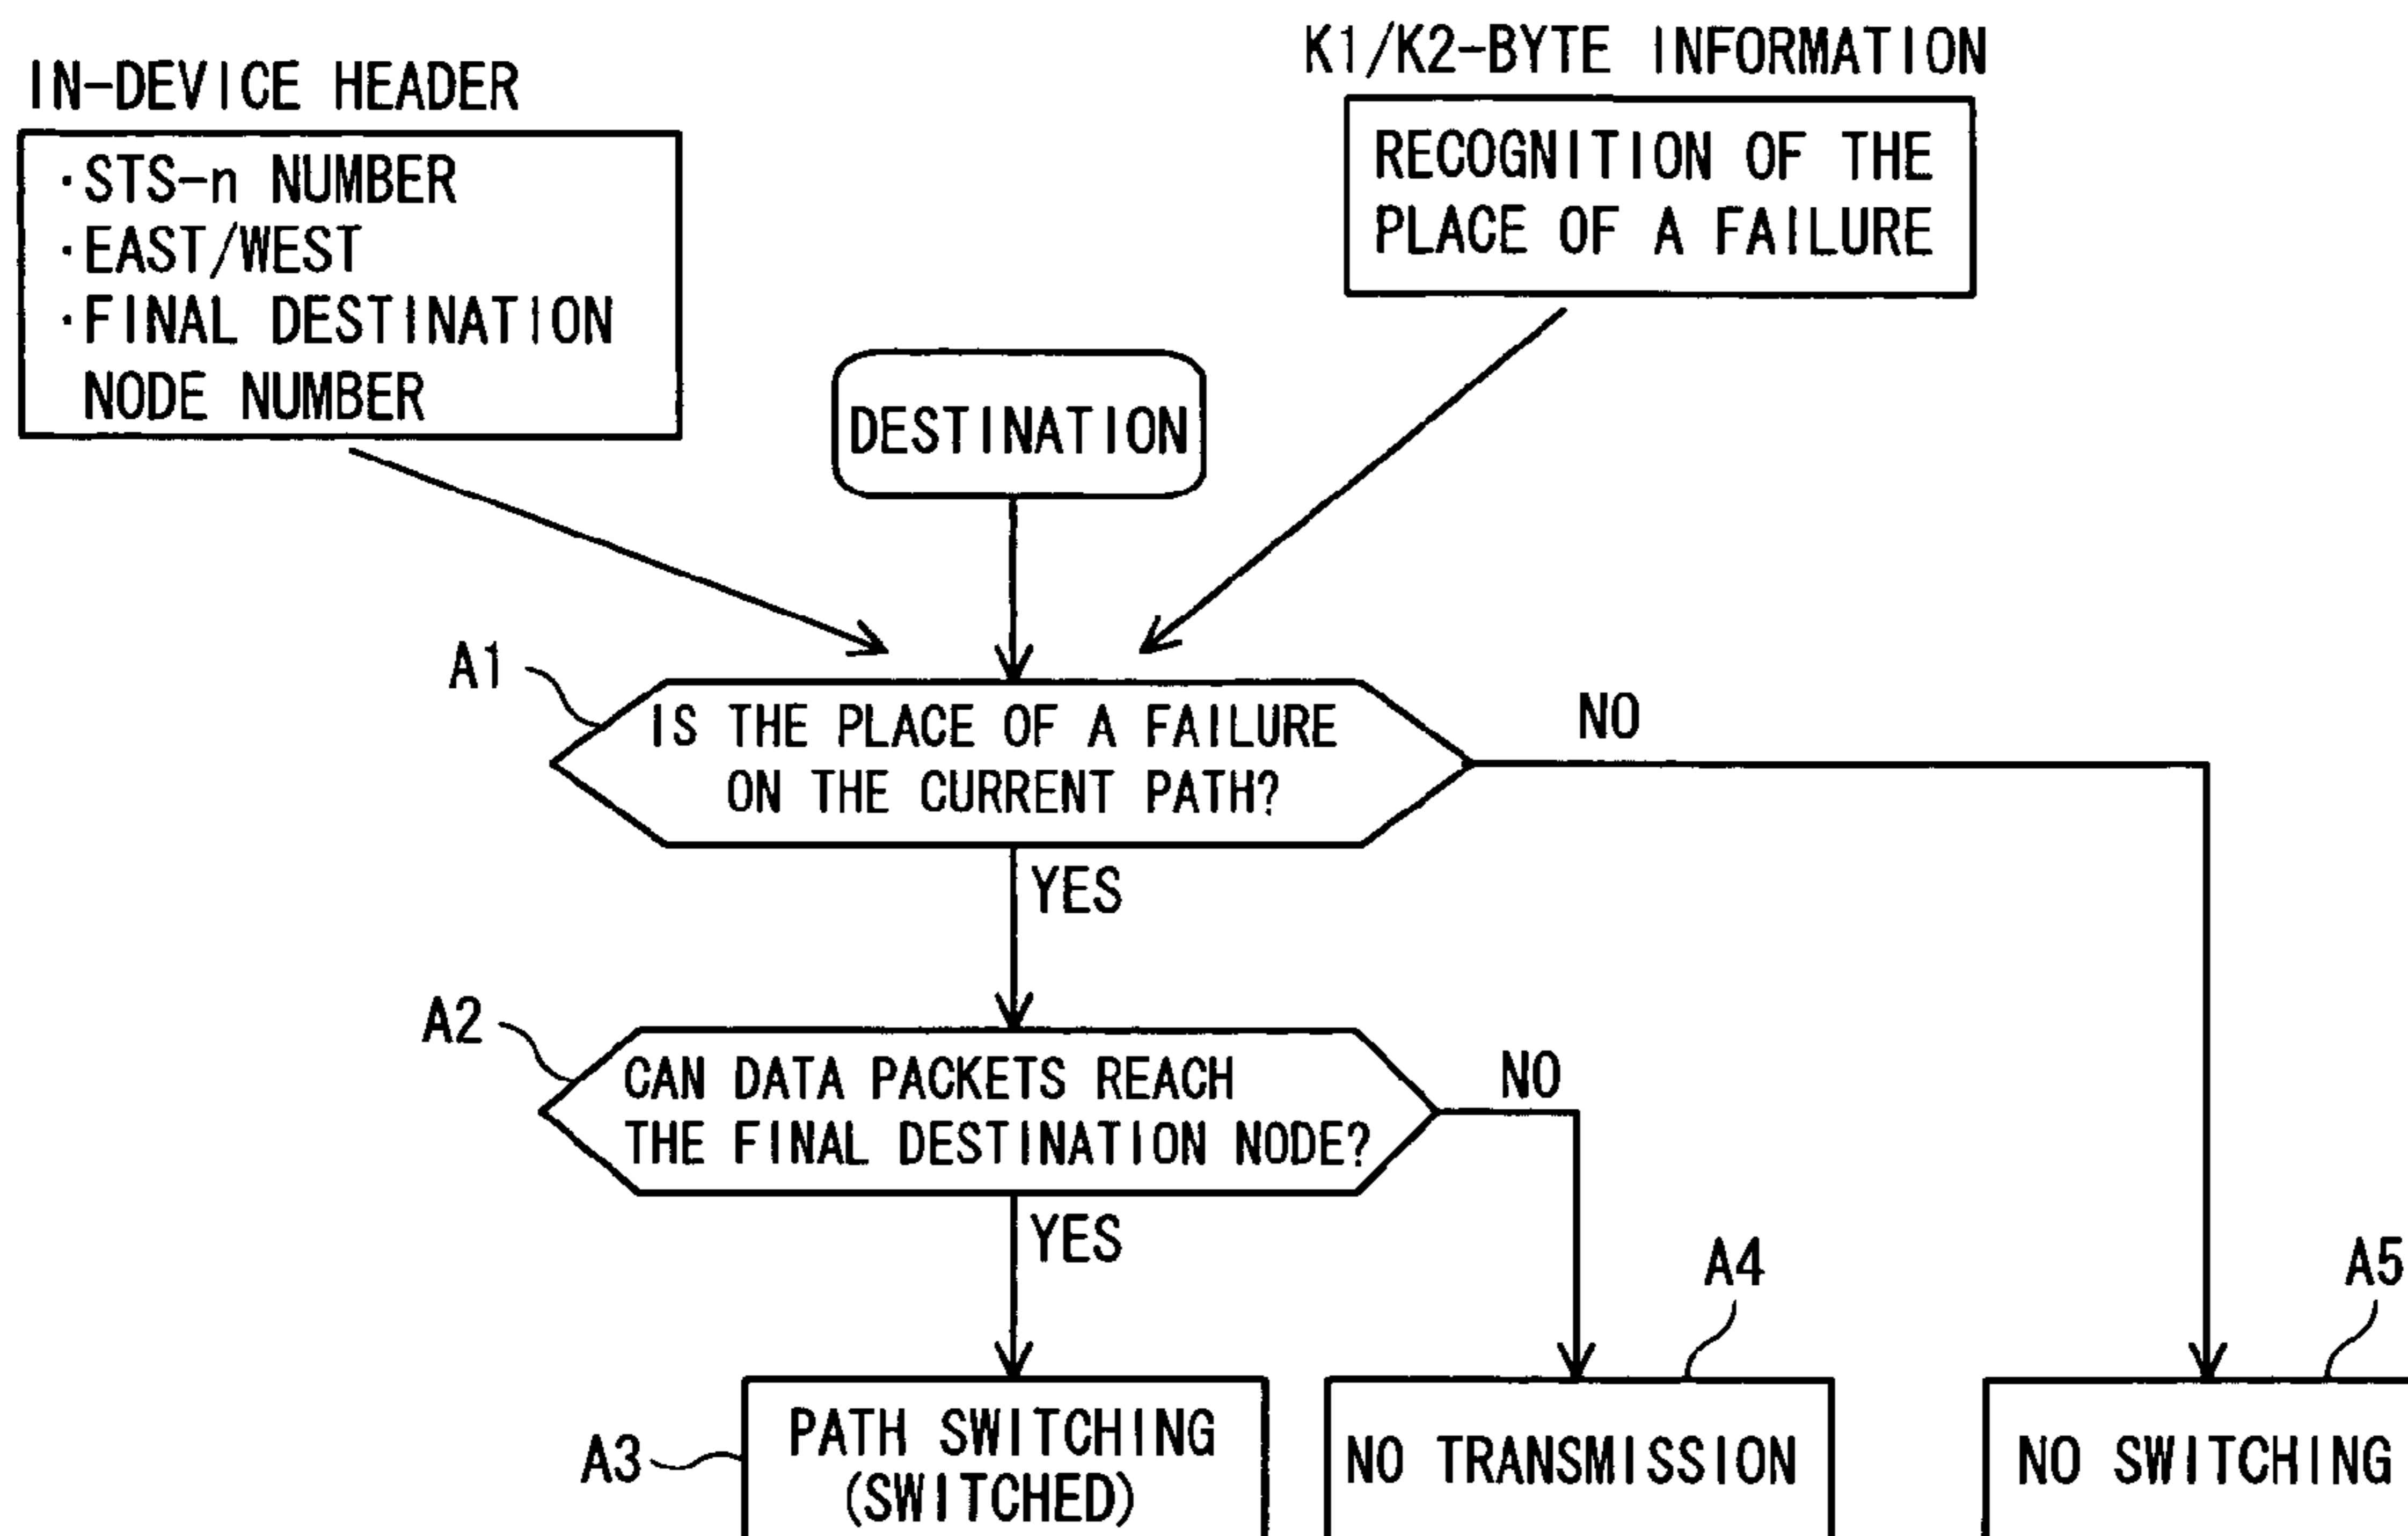 IN-DEVICE HEADER
·STS-n NUMBER
·EAST/WEST
·FINAL DESTINATION
NODE NUMBER
K1/K2-BYTE INFORMATION
RECOGNITION OF THE
PLACE OF A FAILURE
DESTINATION
A1
IS THE PLACE OF A FAILURE
ON THE CURRENT PATH?
NO
YES
A2
CAN DATA PACKETS REACH
THE FINAL DESTINATION NODE?
NO
YES
A3
PATH SWITCHING
(SWITCHED)
A4
NO TRANSMISSION
A5
NO SWITCHING